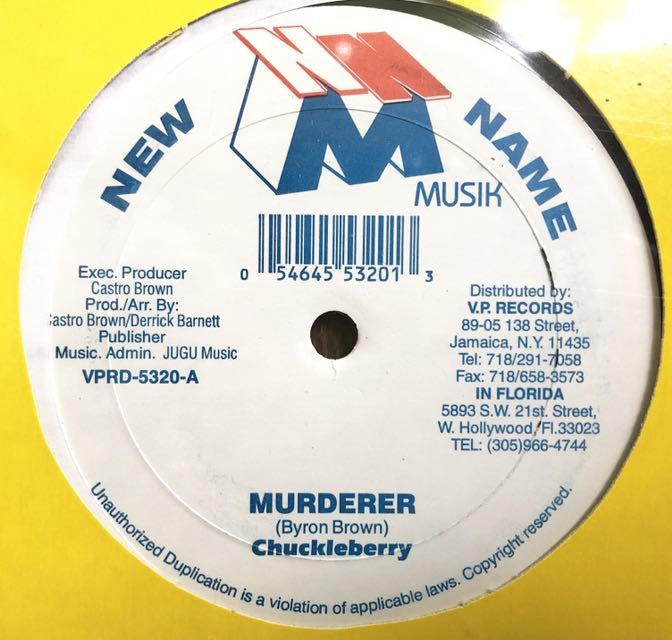 NEW
NNM
NAME
MUSIK
0 54645 53201 3
Exec. Producer
Castro Brown
Prod./Arr. By:
Castro Brown/Derrick Barnett
Publisher
Music. Admin. JUGU Music
VPRD-5320-A
Distributed by:
V.P. RECORDS
89-05 138 Street,
Jamaica, N.Y. 11435
Tel: 718/291-7058
Fax: 718/658-3573
IN FLORIDA
5893 S.W. 21st. Street,
W. Hollywood, Fl.33023
TEL: (305)966-4744
MURDERER
(Byron Brown)
Chuckleberry
Unauthorized Duplication is a violation of applicable laws. Copyright reserved.